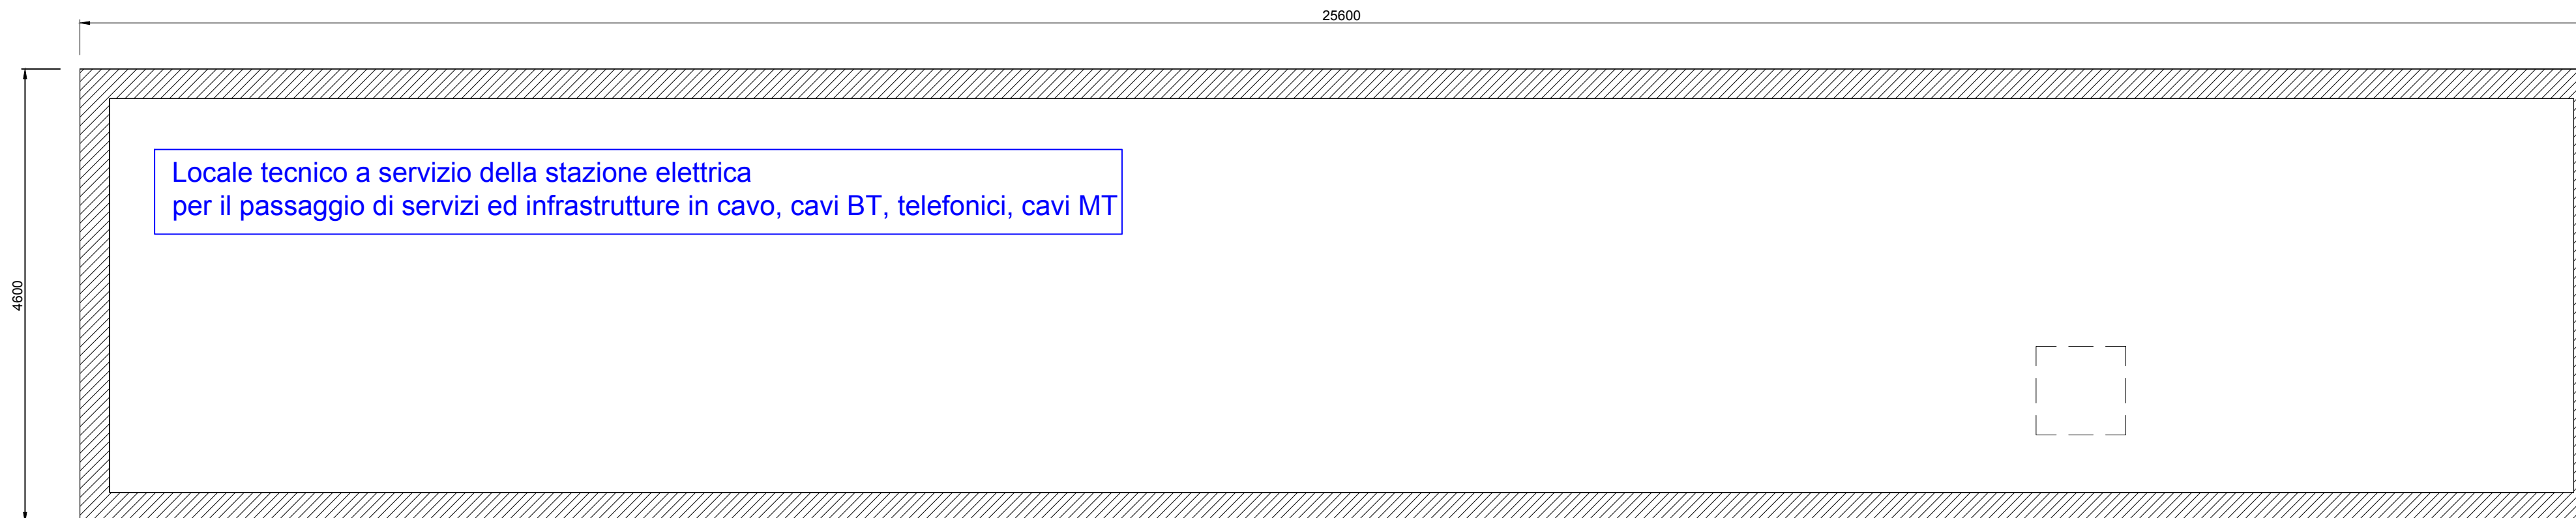 25600
Locale tecnico a servizio della stazione elettrica
per il passaggio di servizi ed infrastrutture in cavo, cavi BT, telefonici, cavi MT
4600